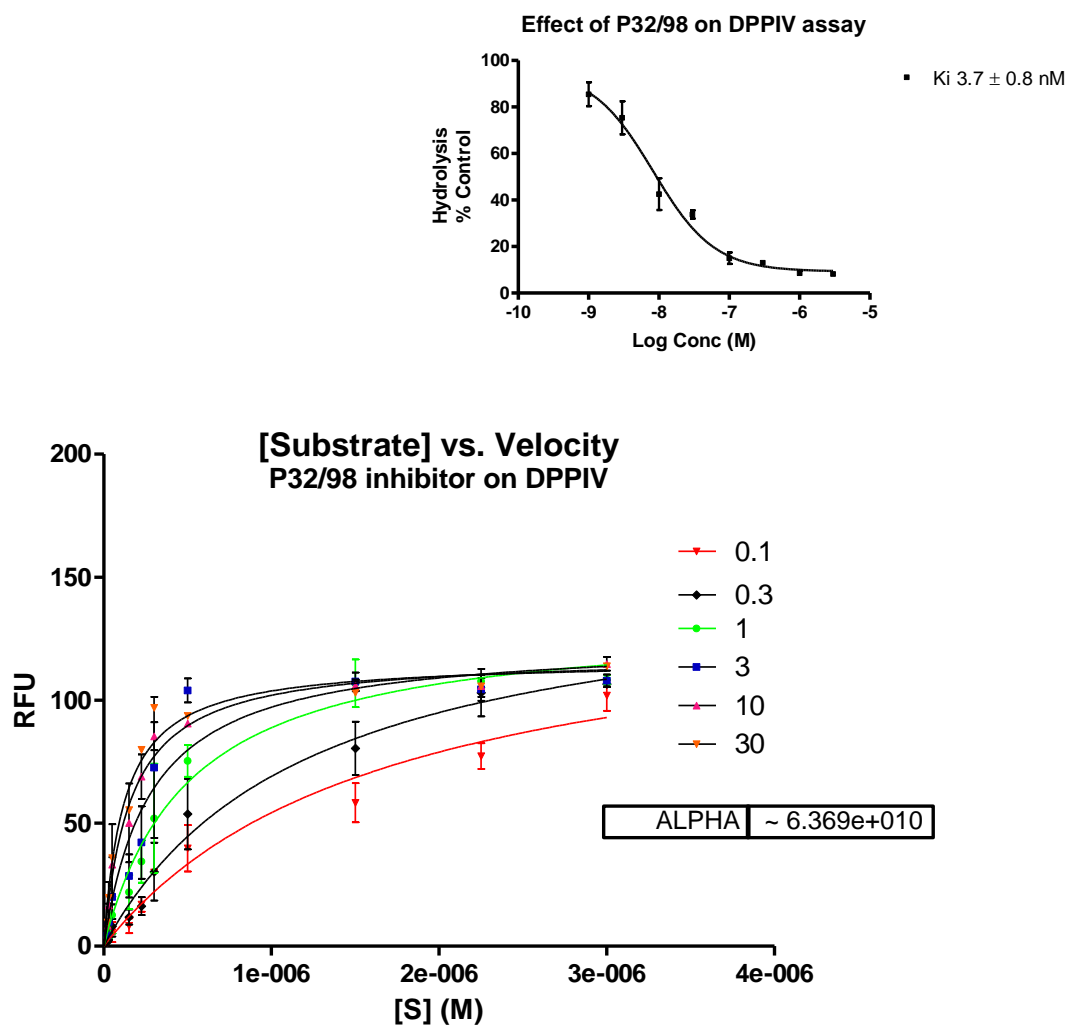 Effect of P32/98 on DPPIV assay
100
80
60
40
20
0
Hydrolysis
% Control
-10
-9
-8
-7
-6
-5
Log Conc (M)
Ki 3.7 ± 0.8 nM
[Substrate] vs. Velocity
P32/98 inhibitor on DPPIV
200
150
100
50
0
RFU
0
1e-006
2e-006
3e-006
4e-006
[S] (M)
0.1
0.3
1
3
10
30
ALPHA ~ 6.369e+010